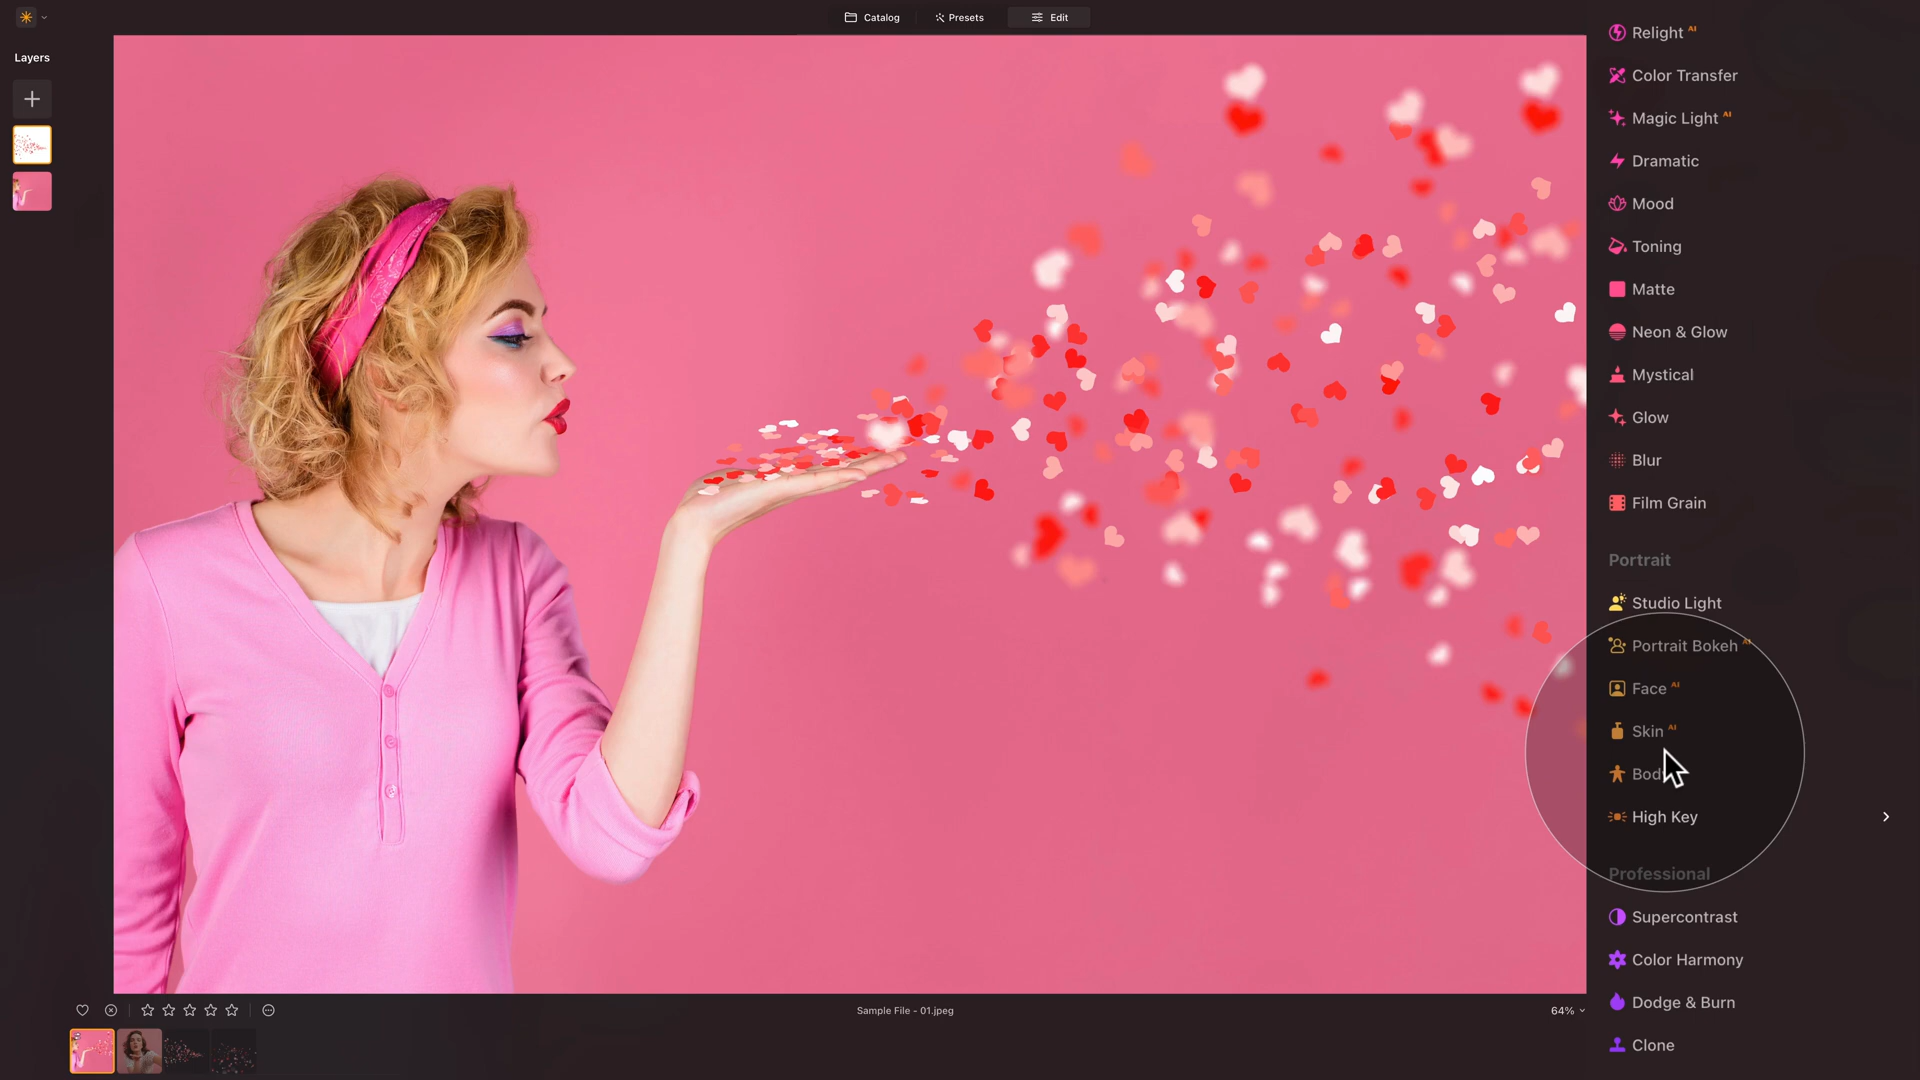 Catalog
Presets
Edit
Layers
Relight AI
Color Transfer
Magic Light AI
Dramatic
Mood
Toning
Matte
Neon & Glow
Mystical
Glow
Blur
Film Grain
Portrait
Studio Light
Portrait Bokeh AI
Face AI
Skin AI
High Key
Professional
Supercontrast
Color Harmony
Dodge & Burn
Clone
Sample File - 01.jpeg
64%